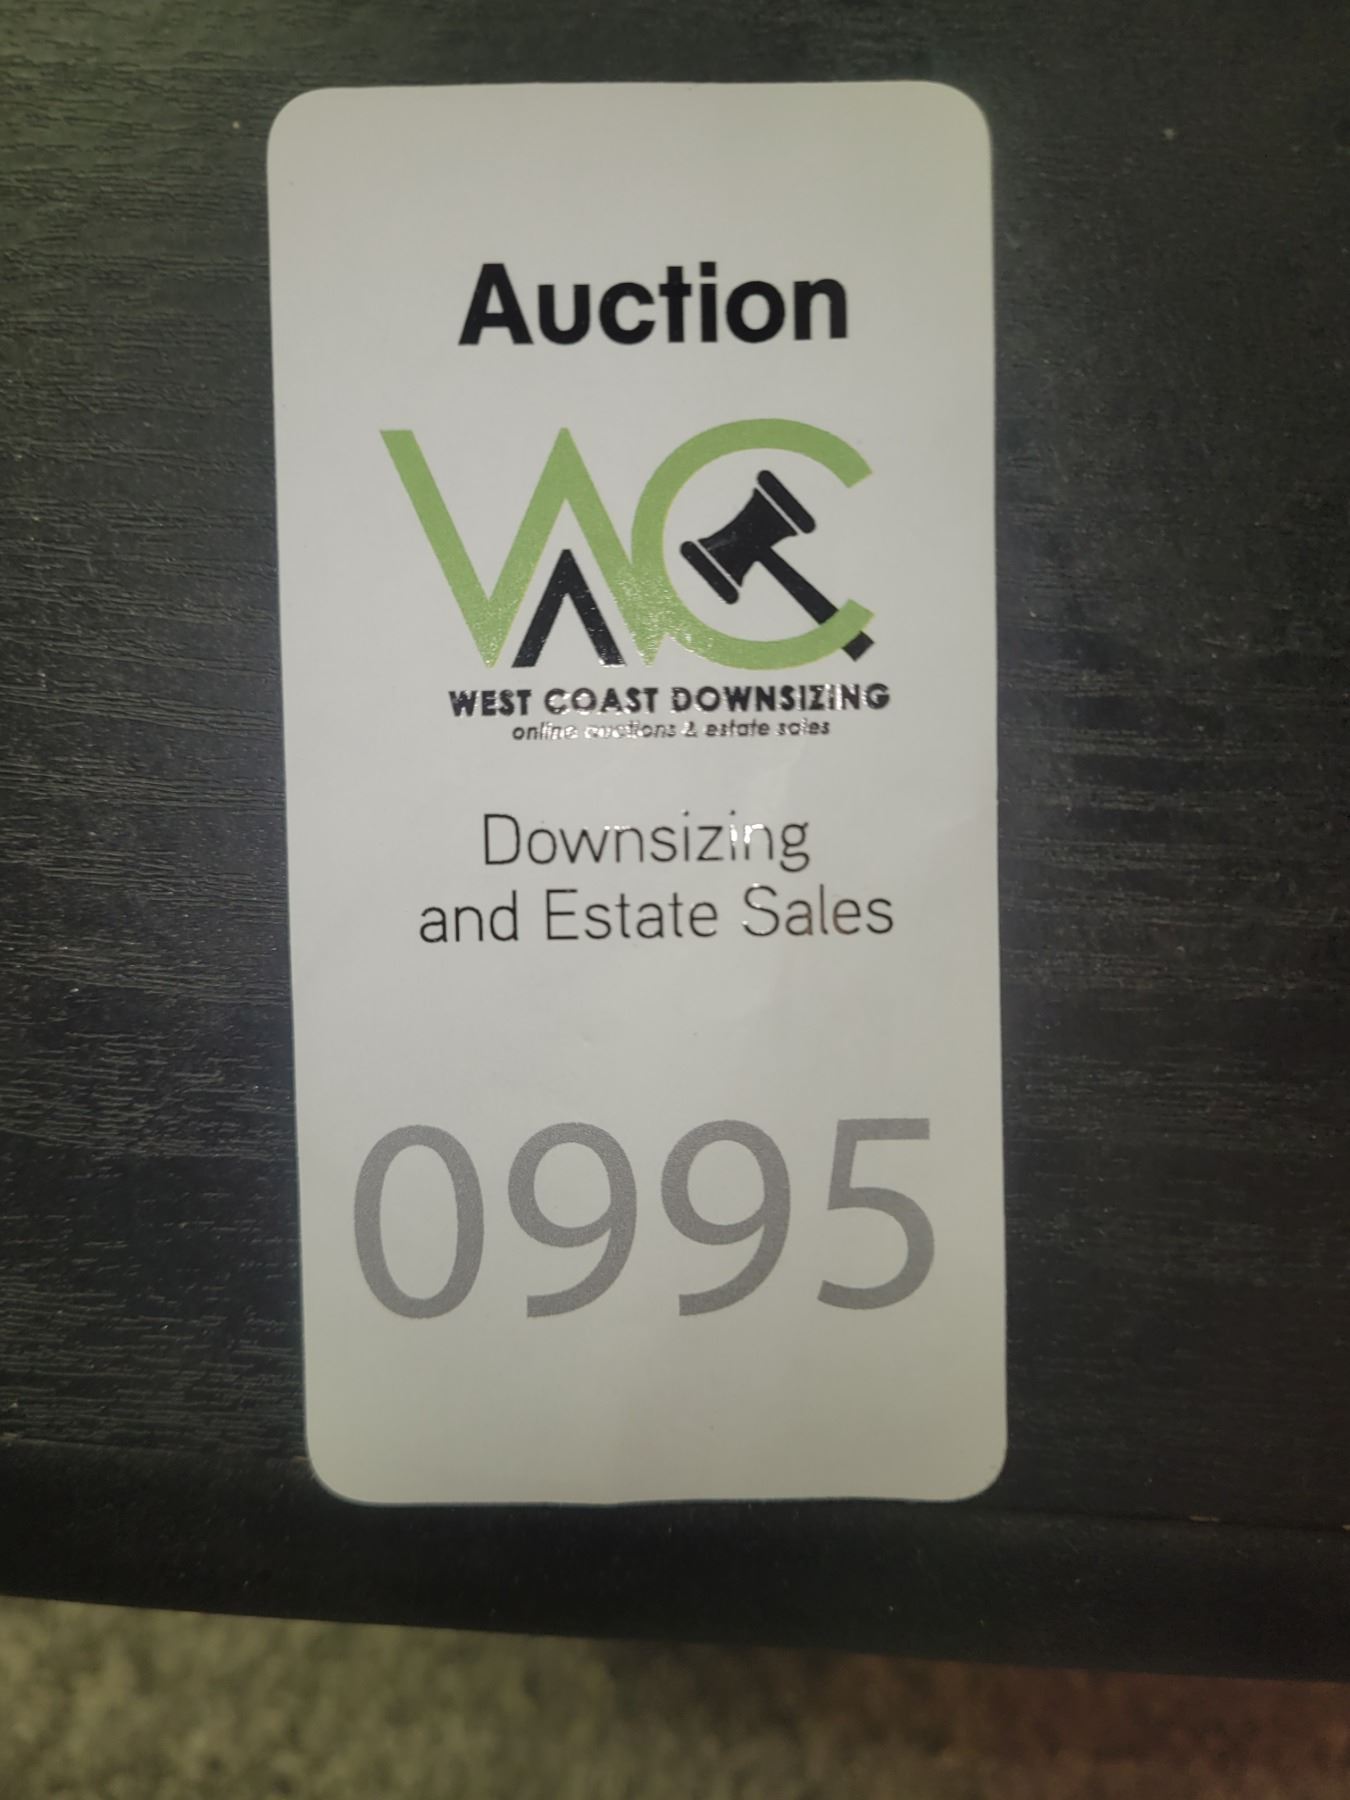 Auction
WC
WEST COAST DOWNSIZING
online auctions & estate sales
Downsizing
and Estate Sales
0995